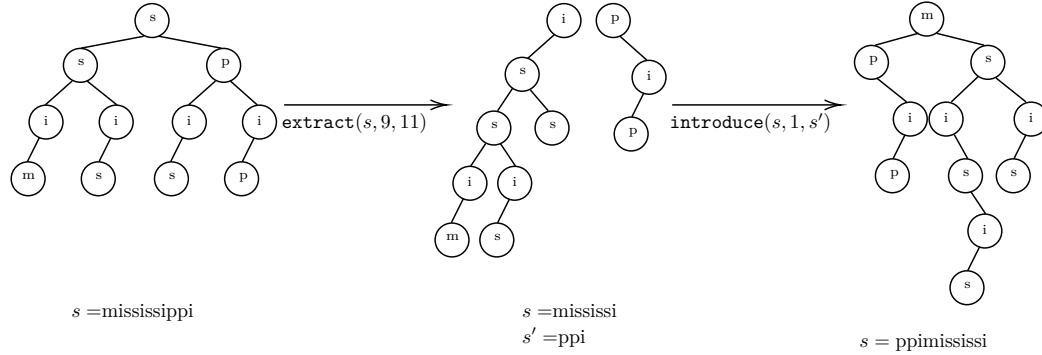 s
s p
i i i i
m s s p
extract(s, 9, 11)
i p
s i
s s p
i i
m s
introduce(s, 1, s′)
m
p s
i i i
p s s
i
s
s =mississippi
s =mississi
s′ =ppi
s = ppimississi